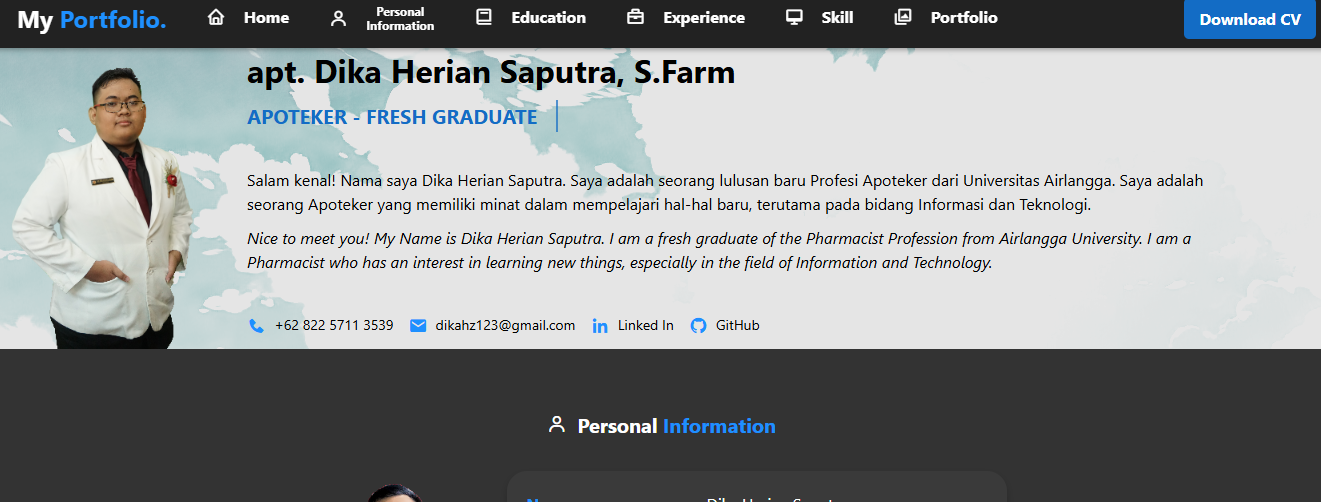 My Portfolio.
Home
Personal
Information
Education
Experience
Skill
Portfolio
Download CV
apt. Dika Herian Saputra, S.Farm
APOTEKER - FRESH GRADUATE
Salam kenal! Nama saya Dika Herian Saputra. Saya adalah seorang lulusan baru Profesi Apoteker dari Universitas Airlangga. Saya adalah
seorang Apoteker yang memiliki minat dalam mempelajari hal-hal baru, terutama pada bidang Informasi dan Teknologi.
Nice to meet you! My Name is Dika Herian Saputra. I am a fresh graduate of the Pharmacist Profession from Airlangga University. I am a
Pharmacist who has an interest in learning new things, especially in the field of Information and Technology.
+62 822 5711 3539
dikahz123@gmail.com
Linked In
GitHub
Personal Information